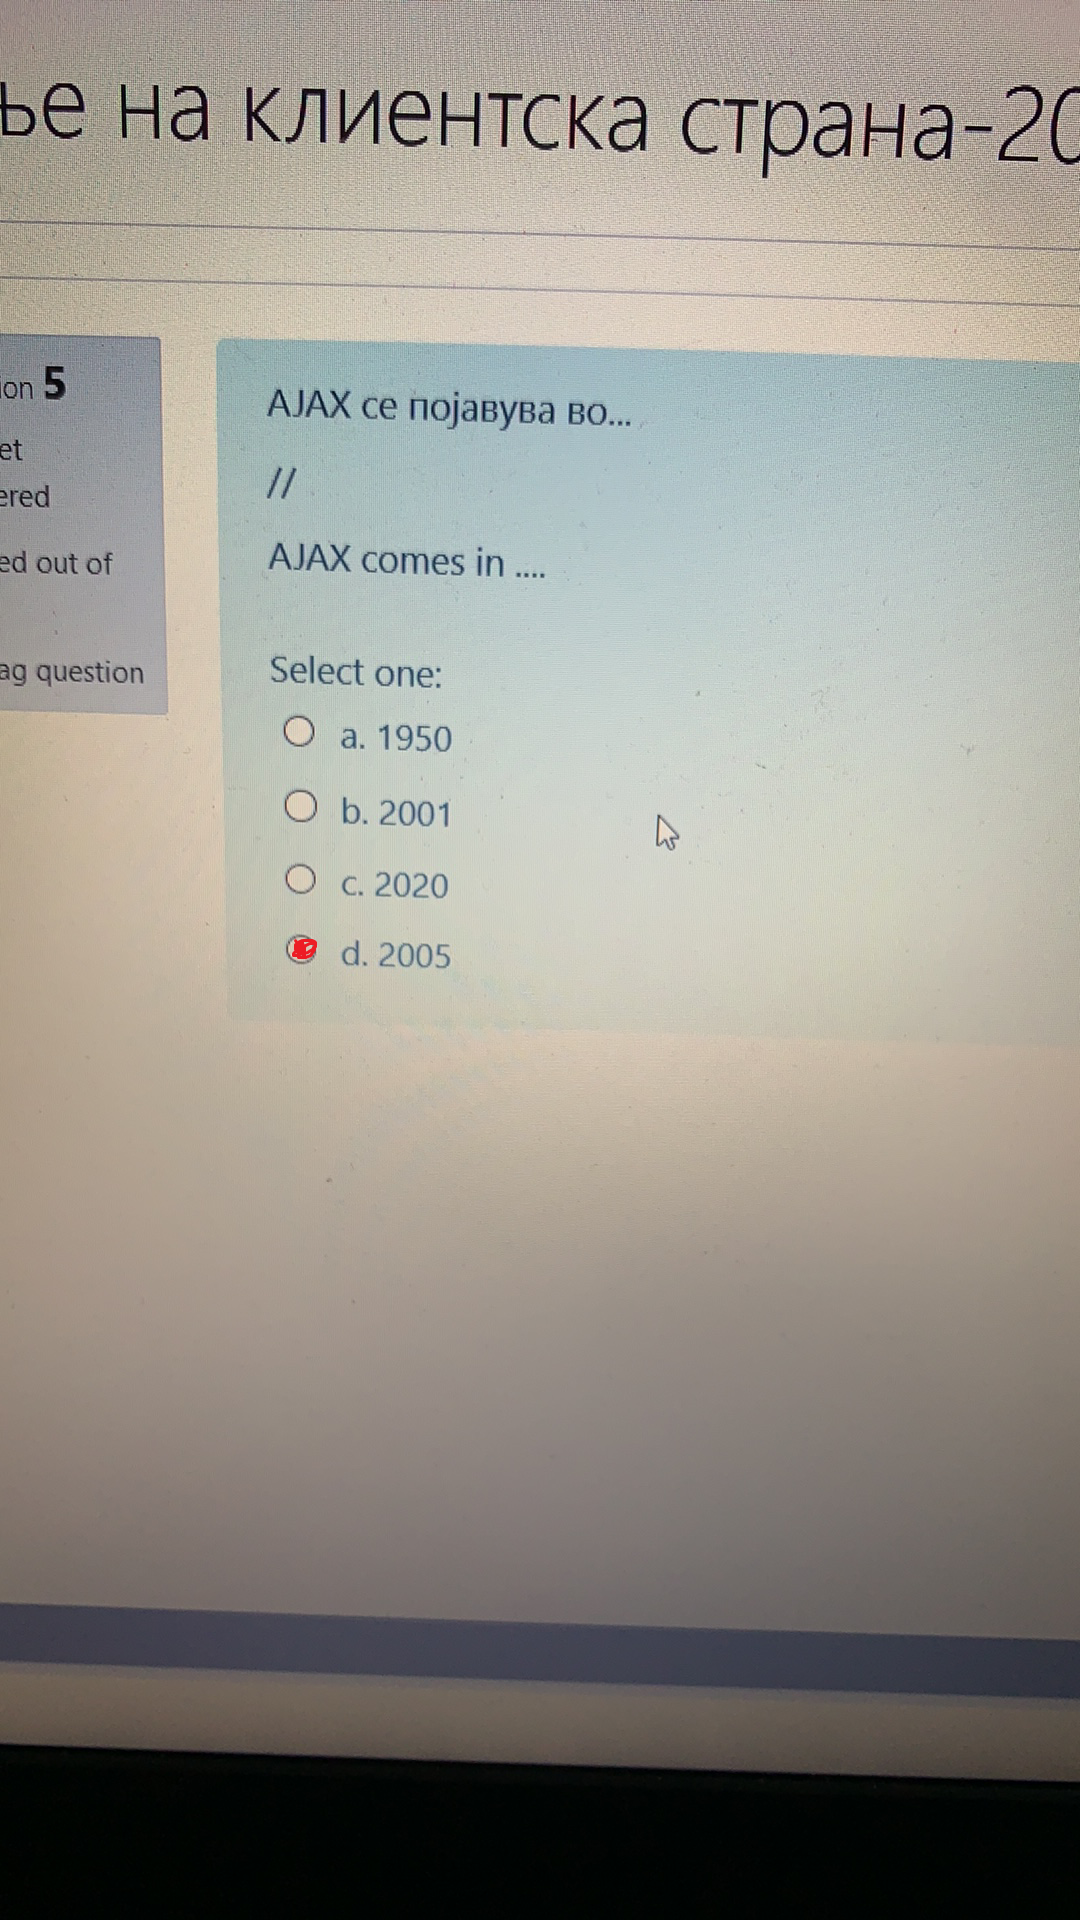 ње на клиентска страна-20
ion 5
et
ered
ed out of
ag question
AJAX се појавува во...
//
AJAX comes in ....
Select one:
a. 1950
b. 2001
c. 2020
d. 2005